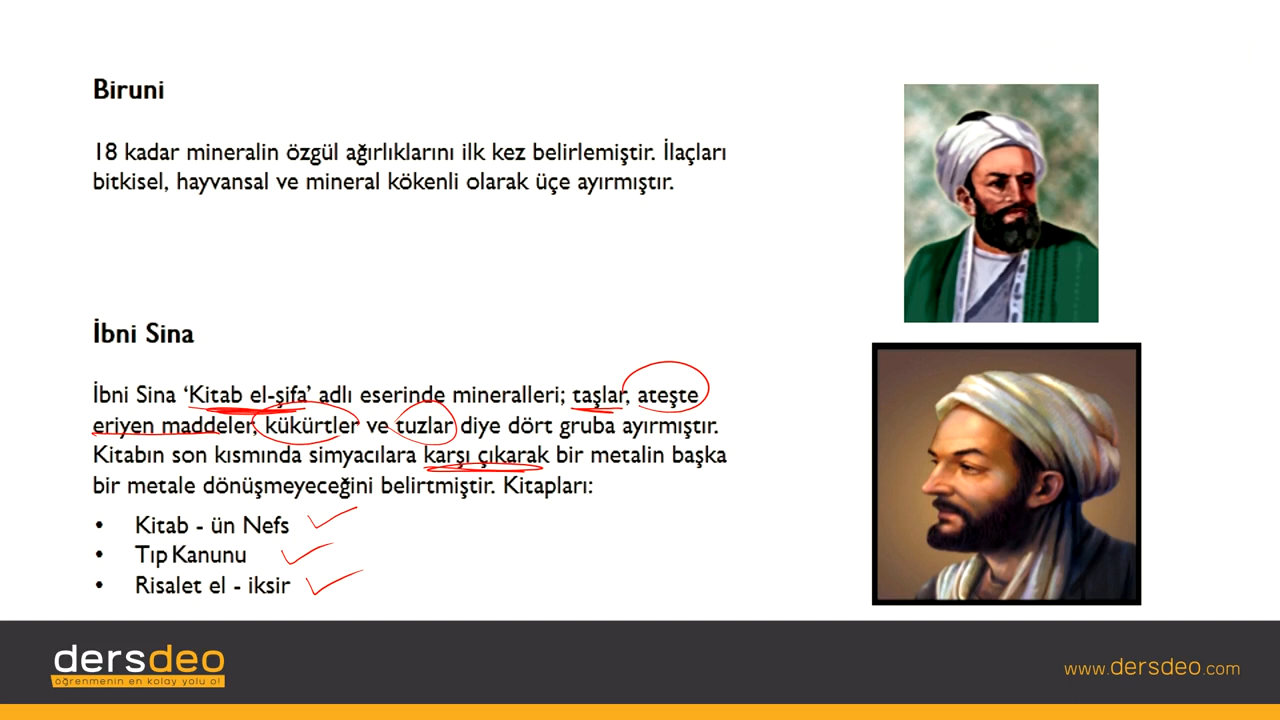 Biruni
18 kadar mineralin özgül ağırlıklarını ilk kez belirlemiştir. İlaçları
bitkisel, hayvansal ve mineral kökenli olarak üçe ayırmıştır.
İbni Sina
İbni Sina ‘Kitab el-şifa’ adlı eserinde mineralleri; taşlar, ateşte
eriyen maddeler, kükürtler ve tuzlar diye dört gruba ayırmıştır.
Kitabın son kısmında simyacılara karşı çıkarak bir metalin başka
bir metale dönüşmeyeceğini belirtmiştir. Kitapları:
• Kitab - ün Nefs
• Tıp Kanunu
• Risalet el - iksir
dersdeo
öğrenmenin en kolay yolu o!
www.dersdeo.com